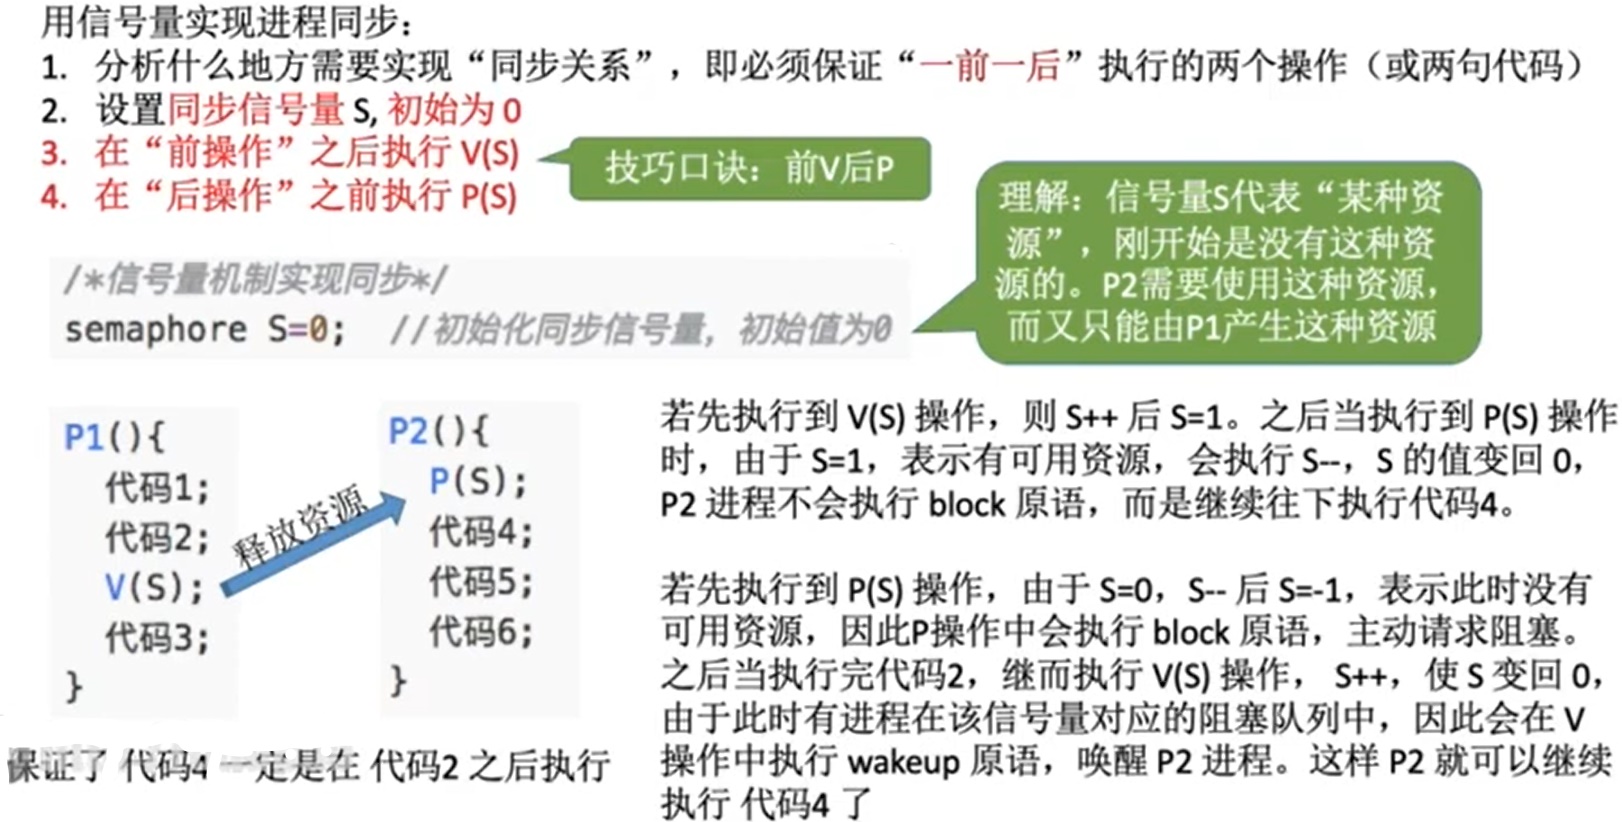 用信号量实现进程同步：
1. 分析什么地方需要实现“同步关系”，即必须保证“一前一后”执行的两个操作（或两句代码）
2. 设置同步信号量 S, 初始为 0
3. 在“前操作”之后执行 V(S)
4. 在“后操作”之前执行 P(S)
技巧口诀：前V后P
理解：信号量S代表“某种资
源”，刚开始是没有这种资
源的。P2需要使用这种资源，
而又只能由P1产生这种资源
/*信号量机制实现同步*/
semaphore S=0; //初始化同步信号量，初始值为0
P1(){
代码1;
代码2;
V(S);
代码3;
}
释放资源
P2(){
P(S);
代码4;
代码5;
代码6;
}
保证了 代码4 一定是在 代码2 之后执行
若先执行到 V(S) 操作，则 S++ 后 S=1。之后当执行到 P(S) 操作
时，由于 S=1，表示有可用资源，会执行 S--，S 的值变回 0，
P2 进程不会执行 block 原语，而是继续往下执行代码4。
若先执行到 P(S) 操作，由于 S=0，S-- 后 S=-1，表示此时没有
可用资源，因此P操作中会执行 block 原语，主动请求阻塞。
之后当执行完代码2，继而执行 V(S) 操作， S++，使 S 变回 0，
由于此时有进程在该信号量对应的阻塞队列中，因此会在 V
操作中执行 wakeup 原语，唤醒 P2 进程。这样 P2 就可以继续
执行 代码4 了